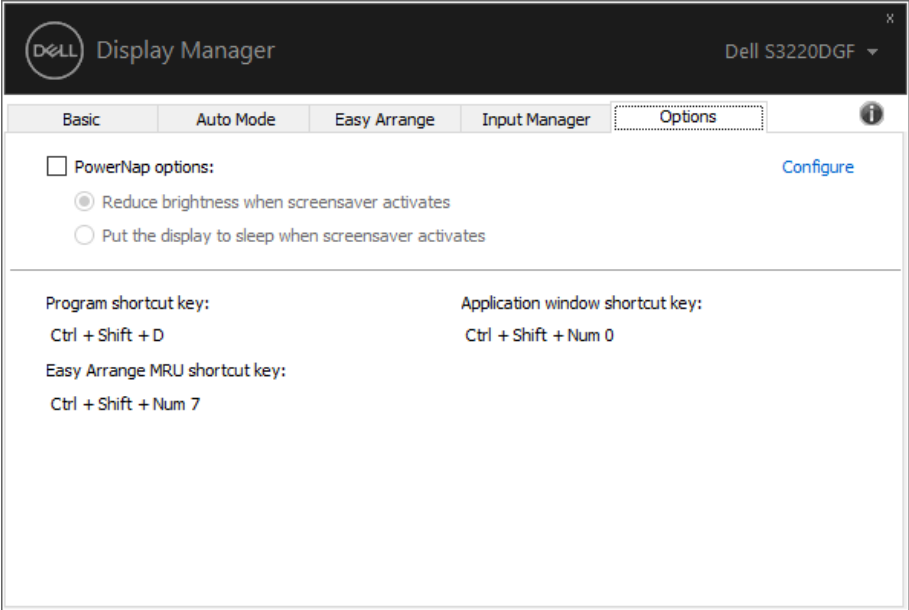 DELL Display Manager
x
Dell S3220DGF
Basic Auto Mode Easy Arrange Input Manager Options
PowerNap options: Configure
Reduce brightness when screensaver activates
Put the display to sleep when screensaver activates
Program shortcut key: Application window shortcut key:
Ctrl + Shift + D Ctrl + Shift + Num 0
Easy Arrange MRU shortcut key:
Ctrl + Shift + Num 7